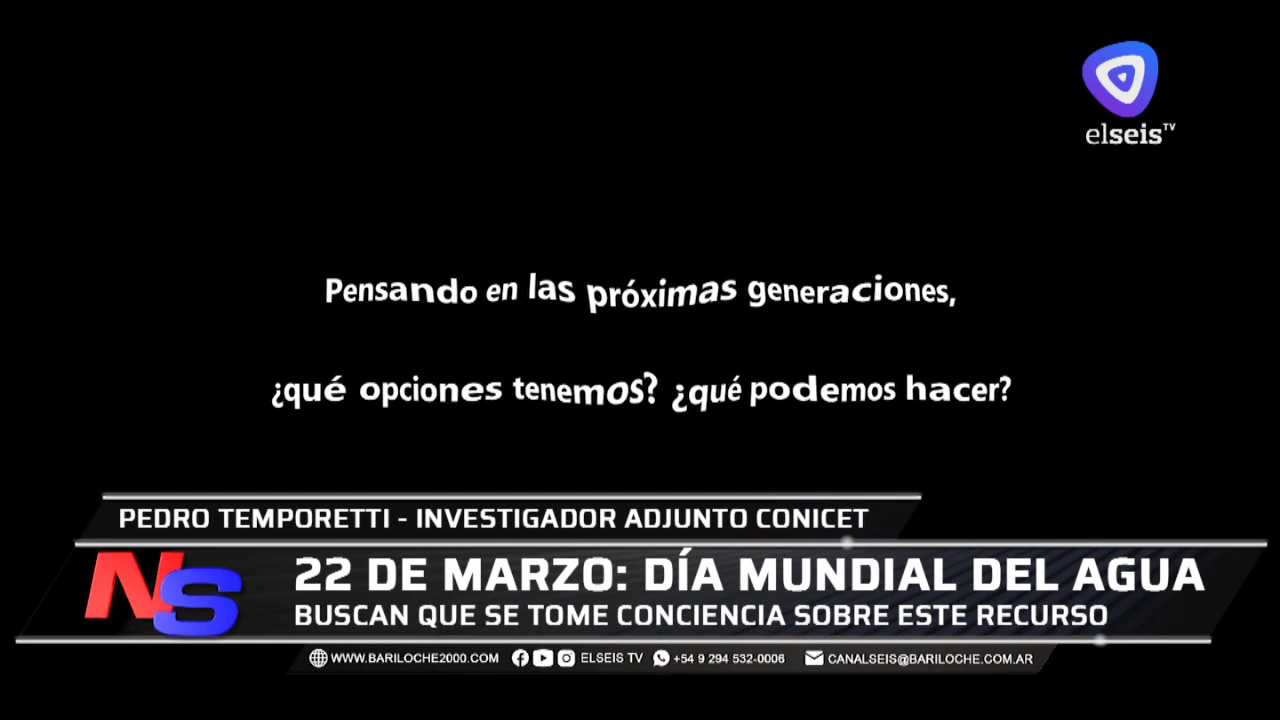 elseis TV
Pensando en las próximas generaciones,
¿qué opciones tenemos? ¿qué podemos hacer?
PEDRO TEMPORETTI - INVESTIGADOR ADJUNTO CONICET
NS
22 DE MARZO: DÍA MUNDIAL DEL AGUA
BUSCAN QUE SE TOME CONCIENCIA SOBRE ESTE RECURSO
WWW.BARILOCHE2000.COM ELSEIS TV +54 9 294 532-0006 CANALSEIS@BARILOCHE.COM.AR